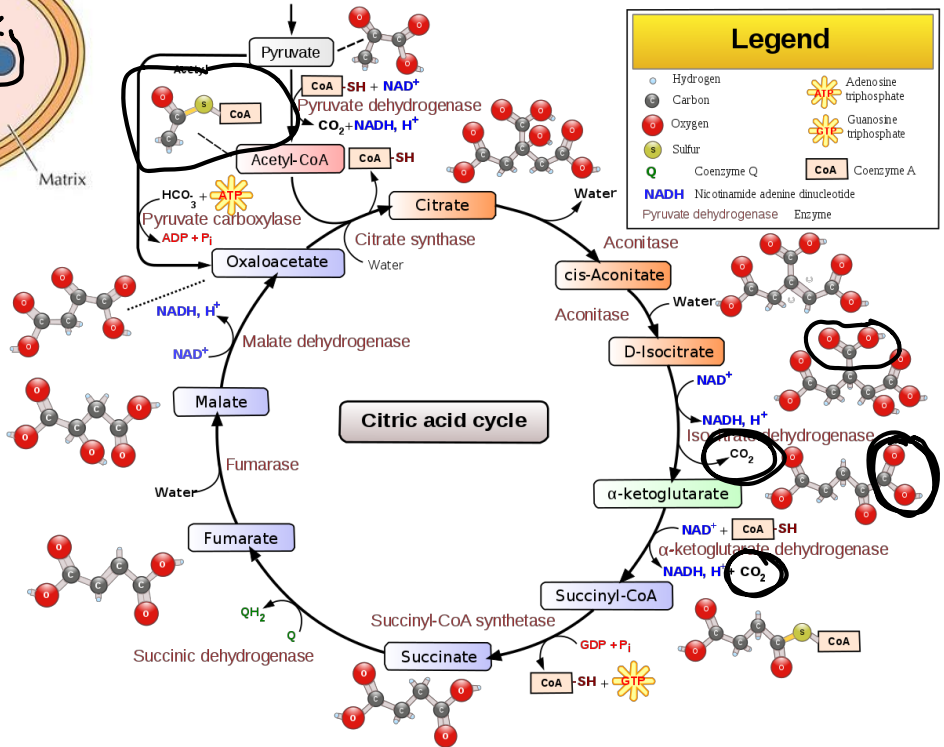 Pyruvate
Acetyl
CoA -SH + NAD+
Pyruvate dehydrogenase
CO2+NADH, H+
S CoA
Acetyl-CoA
CoA -SH
Matrix
HCO3- + ATP
Pyruvate carboxylase
ADP + Pi
Citrate
Citrate synthase
Water
Oxaloacetate
Water
Aconitase
cis-Aconitate
Aconitase
Water
D-Isocitrate
NAD+
NADH, H+
Isocitrate dehydrogenase
CO2
α-ketoglutarate
NAD+ + CoA -SH
α-ketoglutarate dehydrogenase
NADH, H+ + CO2
Succinyl-CoA
Succinyl-CoA synthetase
GDP + Pi
CoA -SH + GTP
S CoA
Succinate
Succinic dehydrogenase
Q
QH2
Fumarate
Water
Fumarase
Malate
Malate dehydrogenase
NAD+
NADH, H+
Citric acid cycle
Legend
Hydrogen
C Carbon
O Oxygen
S Sulfur
Q Coenzyme Q
NADH Nicotinamide adenine dinucleotide
Pyruvate dehydrogenase Enzyme
ATP Adenosine triphosphate
GTP Guanosine triphosphate
CoA Coenzyme A